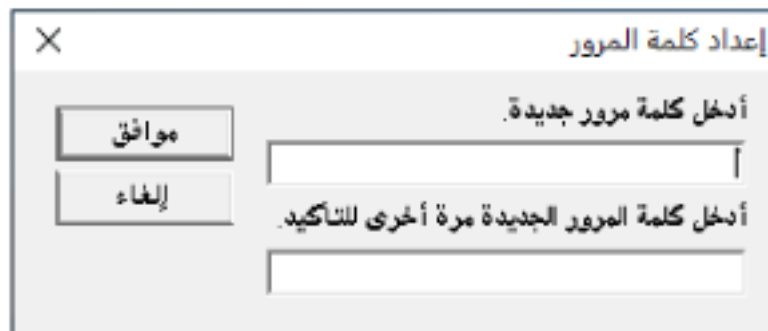 إعداد كلمة المرور
أدخل كلمة مرور جديدة.
موافق
إلغاء
أدخل كلمة المرور الجديدة مرة أخرى للتأكيد.